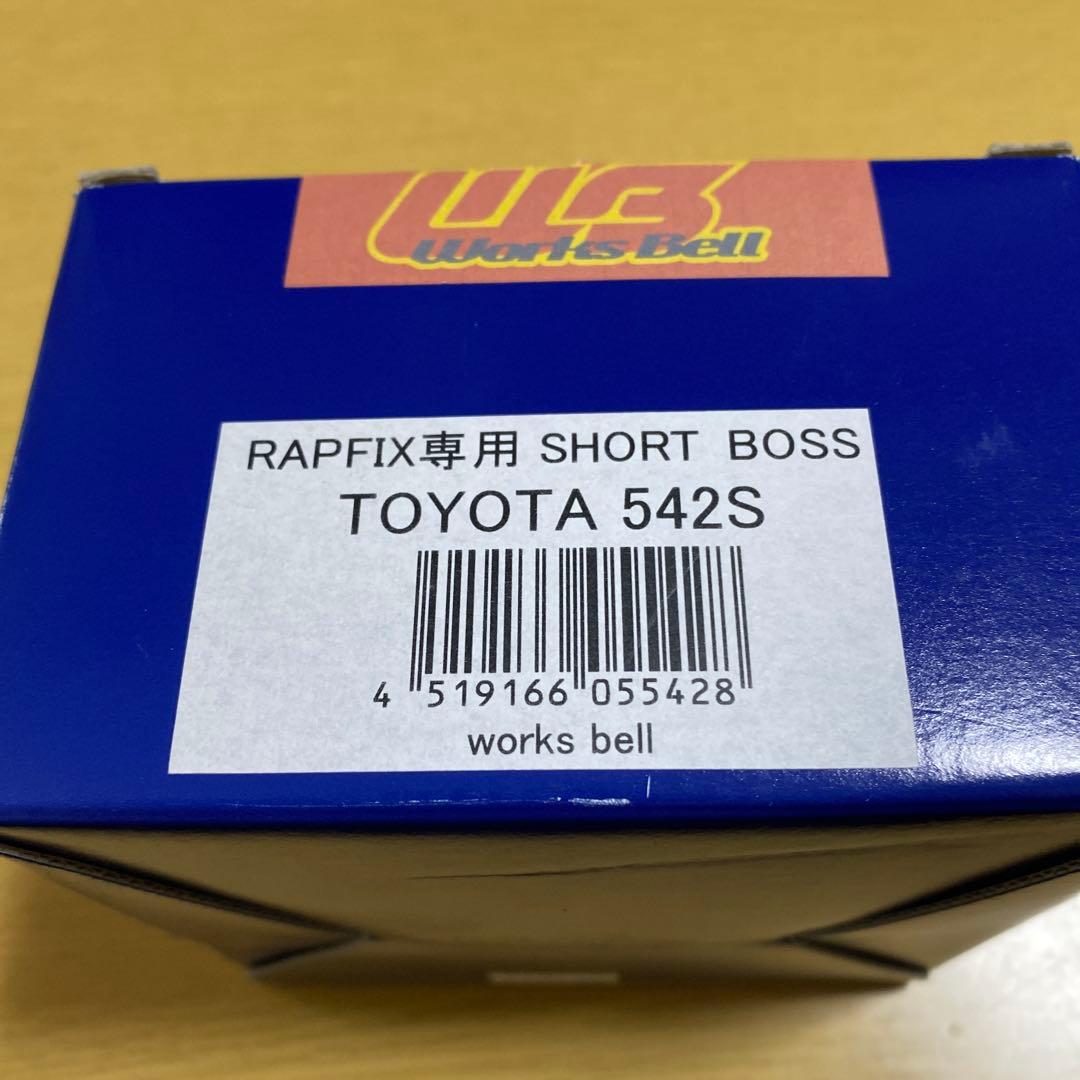 WB
Works Bell
RAPFIX専用 SHORT BOSS
TOYOTA 542S
4 519166 055428
works bell